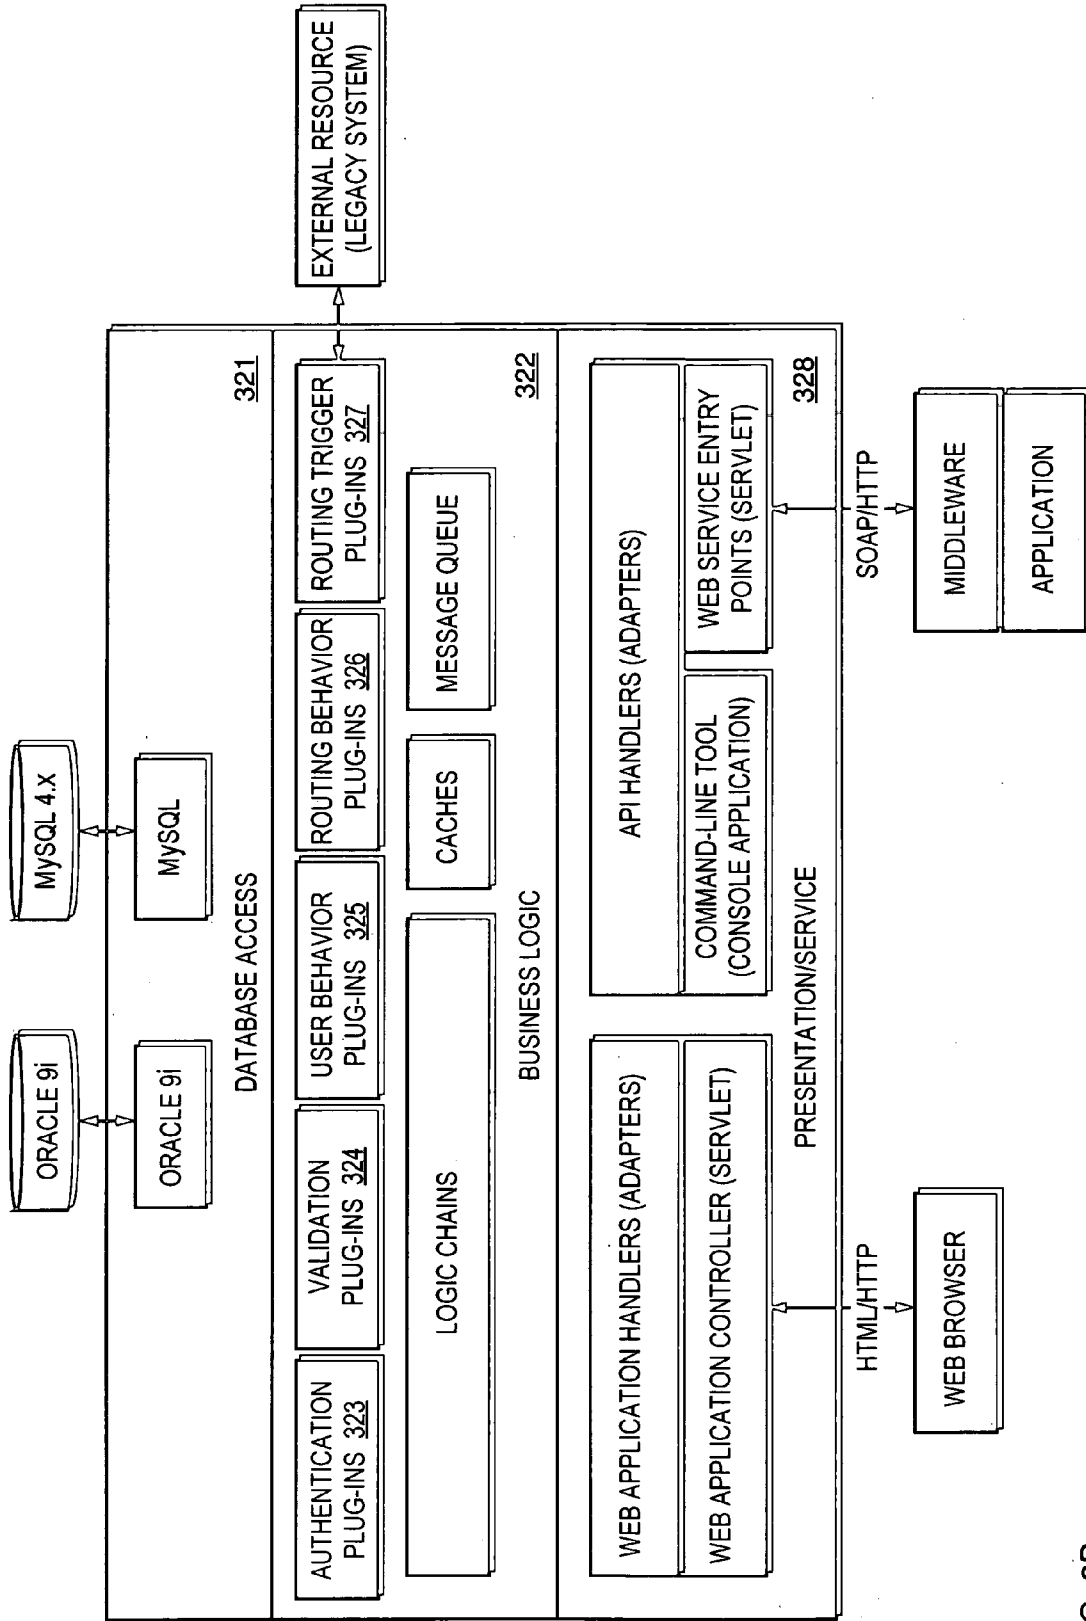 ORACLE 9i
MySQL 4.x
ORACLE 9i
MySQL
DATABASE ACCESS
321
AUTHENTICATION
PLUG-INS 323
VALIDATION
PLUG-INS 324
USER BEHAVIOR
PLUG-INS 325
ROUTING BEHAVIOR
PLUG-INS 326
ROUTING TRIGGER
PLUG-INS 327
EXTERNAL RESOURCE
(LEGACY SYSTEM)
LOGIC CHAINS
CACHES
MESSAGE QUEUE
BUSINESS LOGIC
322
WEB APPLICATION HANDLERS (ADAPTERS)
WEB APPLICATION CONTROLLER (SERVLET)
API HANDLERS (ADAPTERS)
COMMAND-LINE TOOL
(CONSOLE APPLICATION)
WEB SERVICE ENTRY
POINTS (SERVLET)
PRESENTATION/SERVICE
328
HTML/HTTP
SOAP/HTTP
WEB BROWSER
MIDDLEWARE
APPLICATION